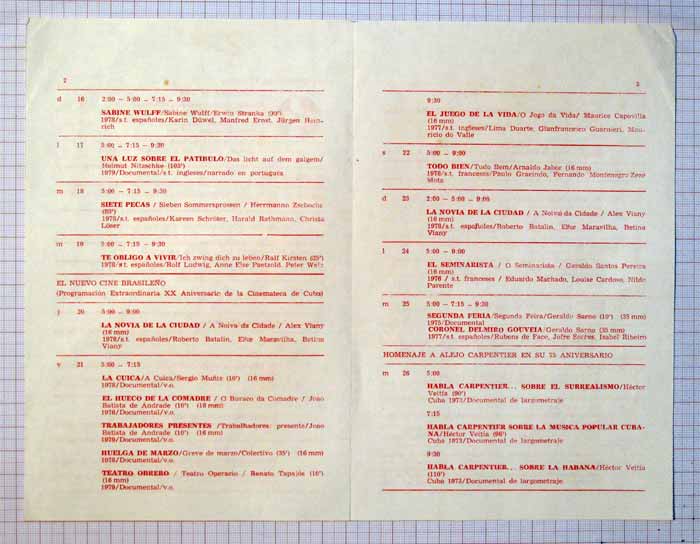 2
d 16 2:00 – 5:00 – 7:15 – 9:30
SABINE WULFF/Sabine Wulff/Erwin Stranka (90')
1978/s.t. españoles/Karin Düwel, Manfred Ernst, Jürgen Hein-
rich
l 17 5:00 – 7:15 – 9:30
UNA LUZ SOBRE EL PATIBULO/Das licht auf dem galgem/
Helmut Nitzschke (103')
1979/Documental/s.t. ingleses/narrado en portugués
m 18 5:00 – 7:15 – 9:30
SIETE PECAS / Sieben Sommersprossen / Herrmanno Zschoche
1978/s.t. españoles/Kareen Schröter, Harald Rathmann, Christa
Löser
m 19 5:00 – 7:15 – 9:30
TE OBLIGO A VIVIR/Ich zwing dich zu leben/Ralf Kirsten
1978/s.t. españoles/Rolf Ludwig, Anne Else Paetzold, Peter Welz
EL NUEVO CINE BRASILEÑO
(Programación Extraordinaria XX Aniversario de la Cinemateca de Cuba)
j 20 5:00 – 9:00
LA NOVIA DE LA CIUDAD / A Noiva da Cidade / Alex Viany
(16 mm)
1978/s.t. españoles/Roberto Batalin, Elke Maravilha, Betina
Viany
v 21 5:00 – 7:15
LA CUICA/A Cuica/Sergio Muñiz (10') (16 mm)
1978/Documental/v.o.
EL HUECO DE LA COMADRE / O Buraco da Comadre / Joao
Batista de Andrade (10') (16 mm)
1978/Documental/v.o.
TRABAJADORES PRESENTES /Trabalhadores: presente/Joao
Batista de Andrade (10') (16 mm)
1979/Documental/v.o.
HUELGA DE MARZO/Greve de marzo/Colectivo (35') (16 mm)
1979/Documental/v.o.
TEATRO OBRERO / Teatro Operario / Renato Tapajós (10')
(16 mm)
1979/Documental/v.o.
3
9:30
EL JUEGO DE LA VIDA/O Jogo da Vida/ Maurice Capovilla
(16 mm)
1977/s.t. ingleses/Lima Duarte, Gianfrancesco Guarnieri, Mau-
ricio do Valle
s 22 5:00 – 9:00
TODO BIEN/Tudo Bem/Arnaldo Jabor (16 mm)
1978/s.t. franceses/Paulo Gracindo, Fernando Montenegro Zeze
Mota
d 23 2:00 – 5:00 – 9:00
LA NOVIA DE LA CIUDAD / A Noiva da Cidade / Alex Viany
(16 mm)
1978/s.t. españoles/Roberto Batalin, Elke Maravilha, Betina
Viany
l 24 5:00 – 9:00
EL SEMINARISTA / O Seminarista / Geraldo Santos Pereira
(16 mm)
1976 / s.t. franceses / Eduardo Machado, Louise Cardoso, Nildo
Parente
m 25 5:00 – 7:15 – 9:30
SEGUNDA FERIA/Segunda Feira/Geraldo Sarno (10') (35 mm)
1975/Documental
CORONEL DELMIRO GOUVEIA/Geraldo Sarno (35 mm)
1977/s.t. españoles/Rubens de Face, Jofre Soares, Isabel Ribeiro
HOMENAJE A ALEJO CARPENTIER EN SU 75 ANIVERSARIO
m 26 5:00
HABLA CARPENTIER... SOBRE EL SURREALISMO/Héctor
Veitía (90')
Cuba 1973/Documental de largometraje
7:15
HABLA CARPENTIER SOBRE LA MUSICA POPULAR CUBA-
NA/Héctor Veitía (96')
Cuba 1973/Documental de largometraje
9:30
HABLA CARPENTIER... SOBRE LA HABANA/Héctor Veitía
(110')
Cuba 1973/Documental de largometraje